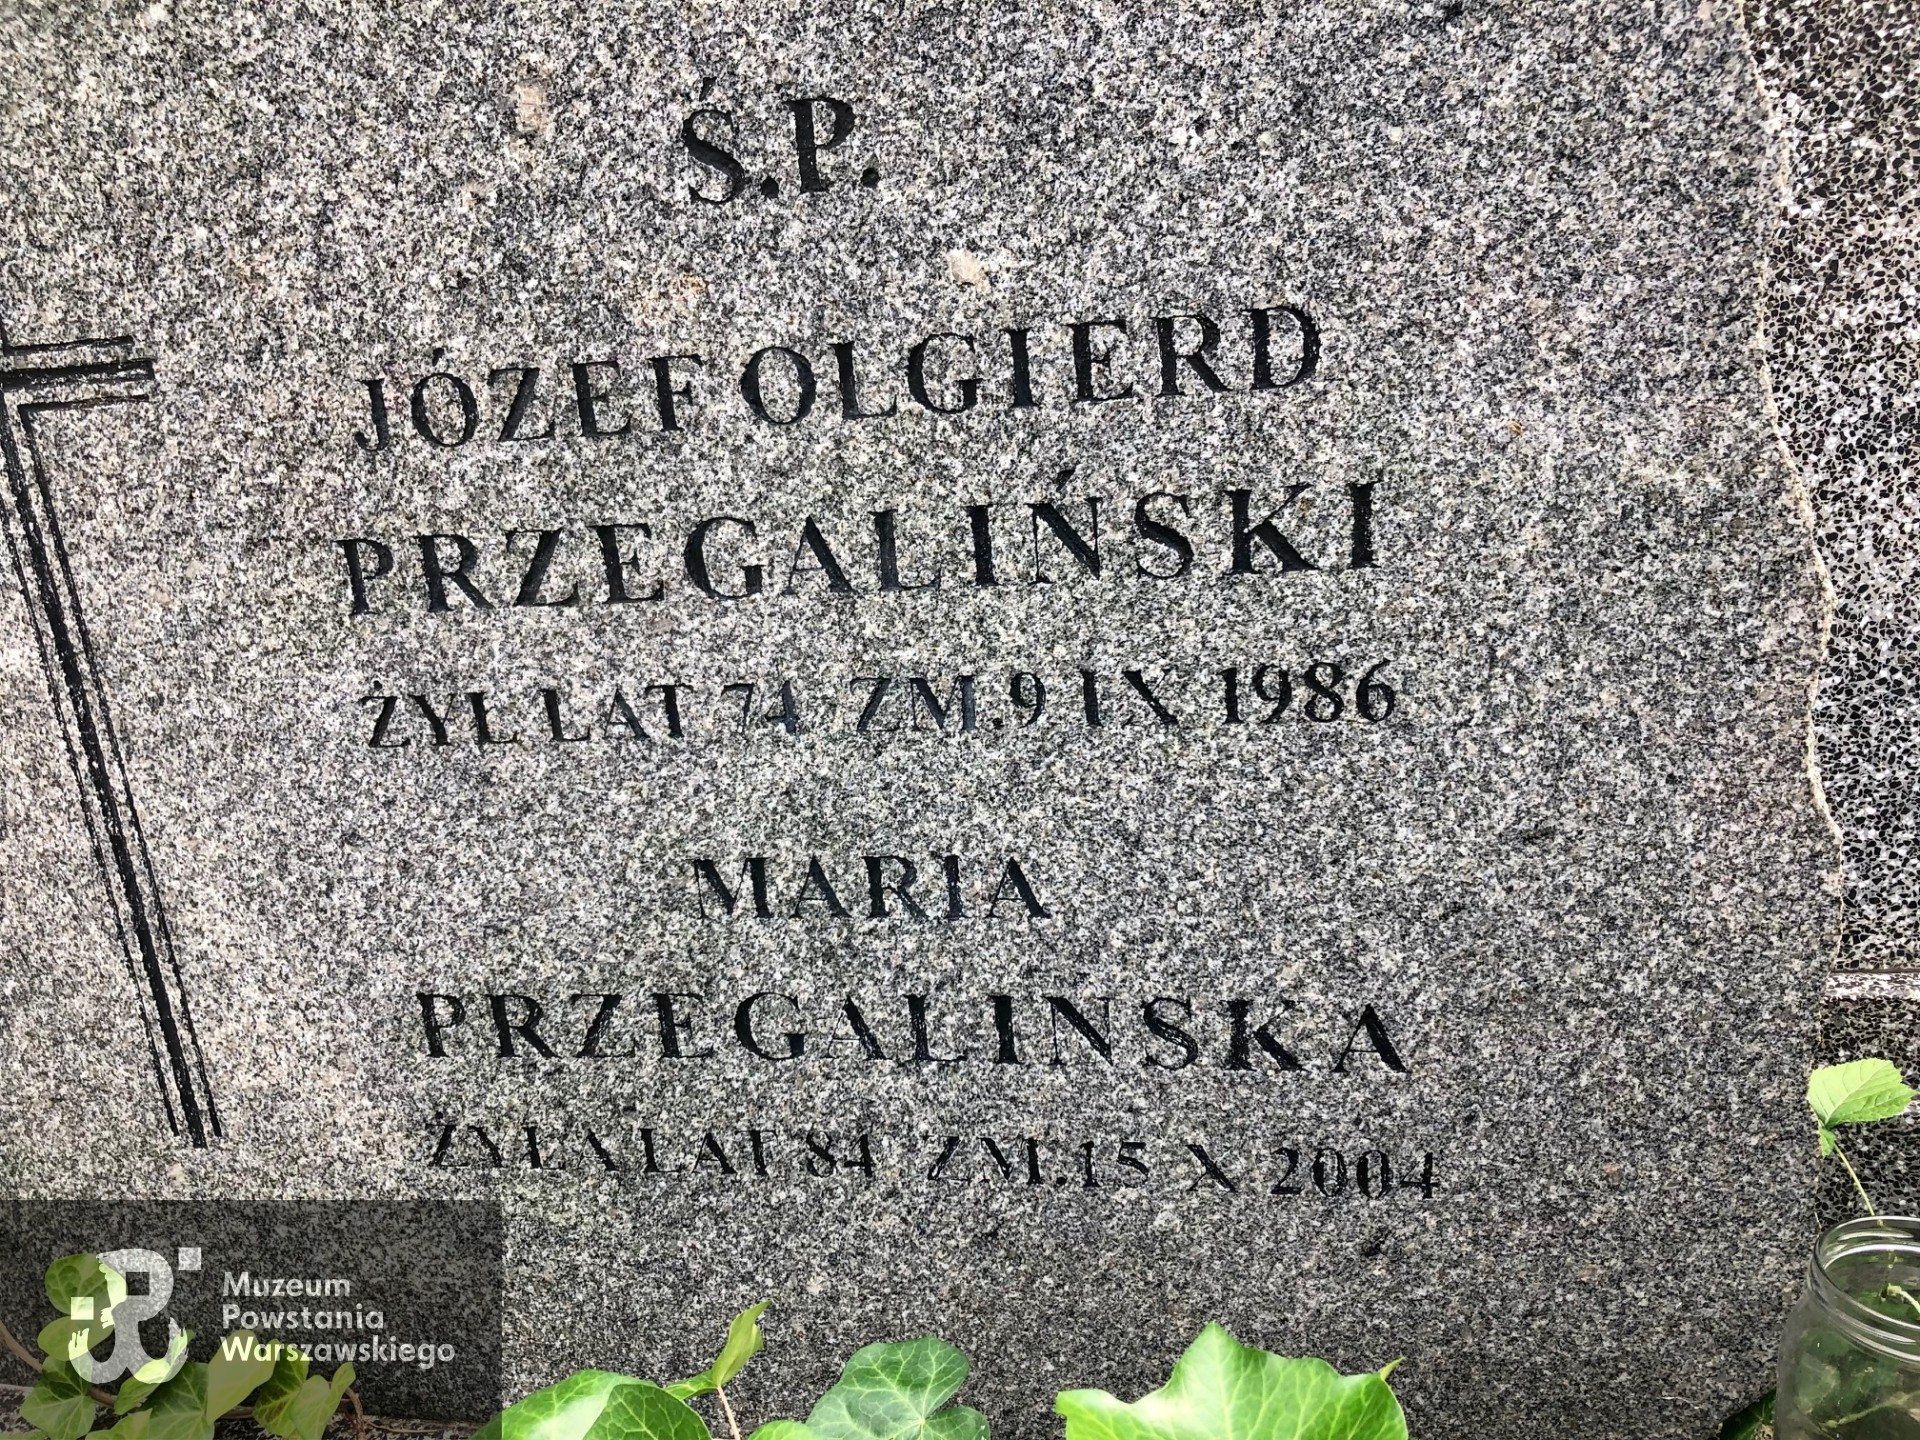 Ś.P.
JÓZEF OLGIERD
PRZEGALIŃSKI
ŻYŁ LAT 74 ZM.9 IX 1986
MARIA
PRZEGALINSKA
ŻYŁA LAT 84 ZM.15 X 2004
Muzeum
Powstania
Warszawskiego